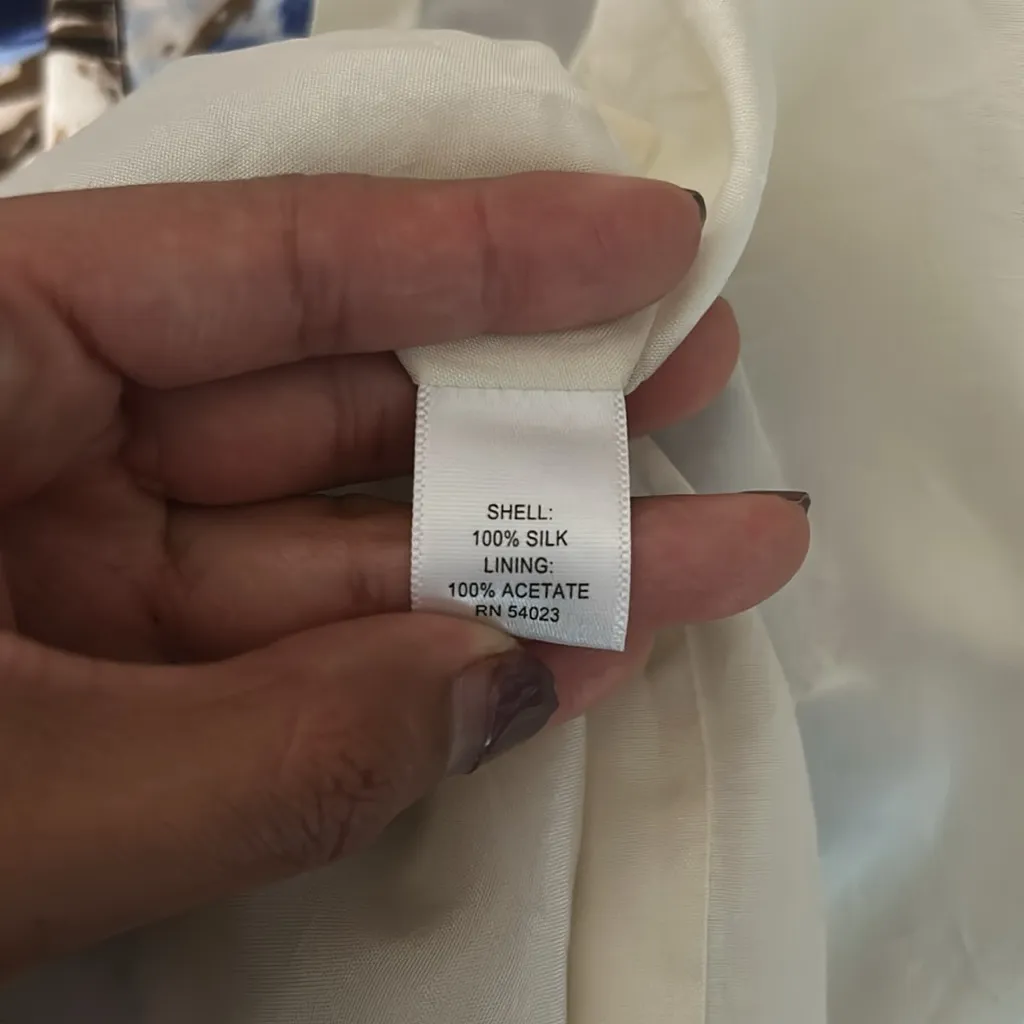 SHELL:
100% SILK
LINING:
100% ACETATE
RN 54023